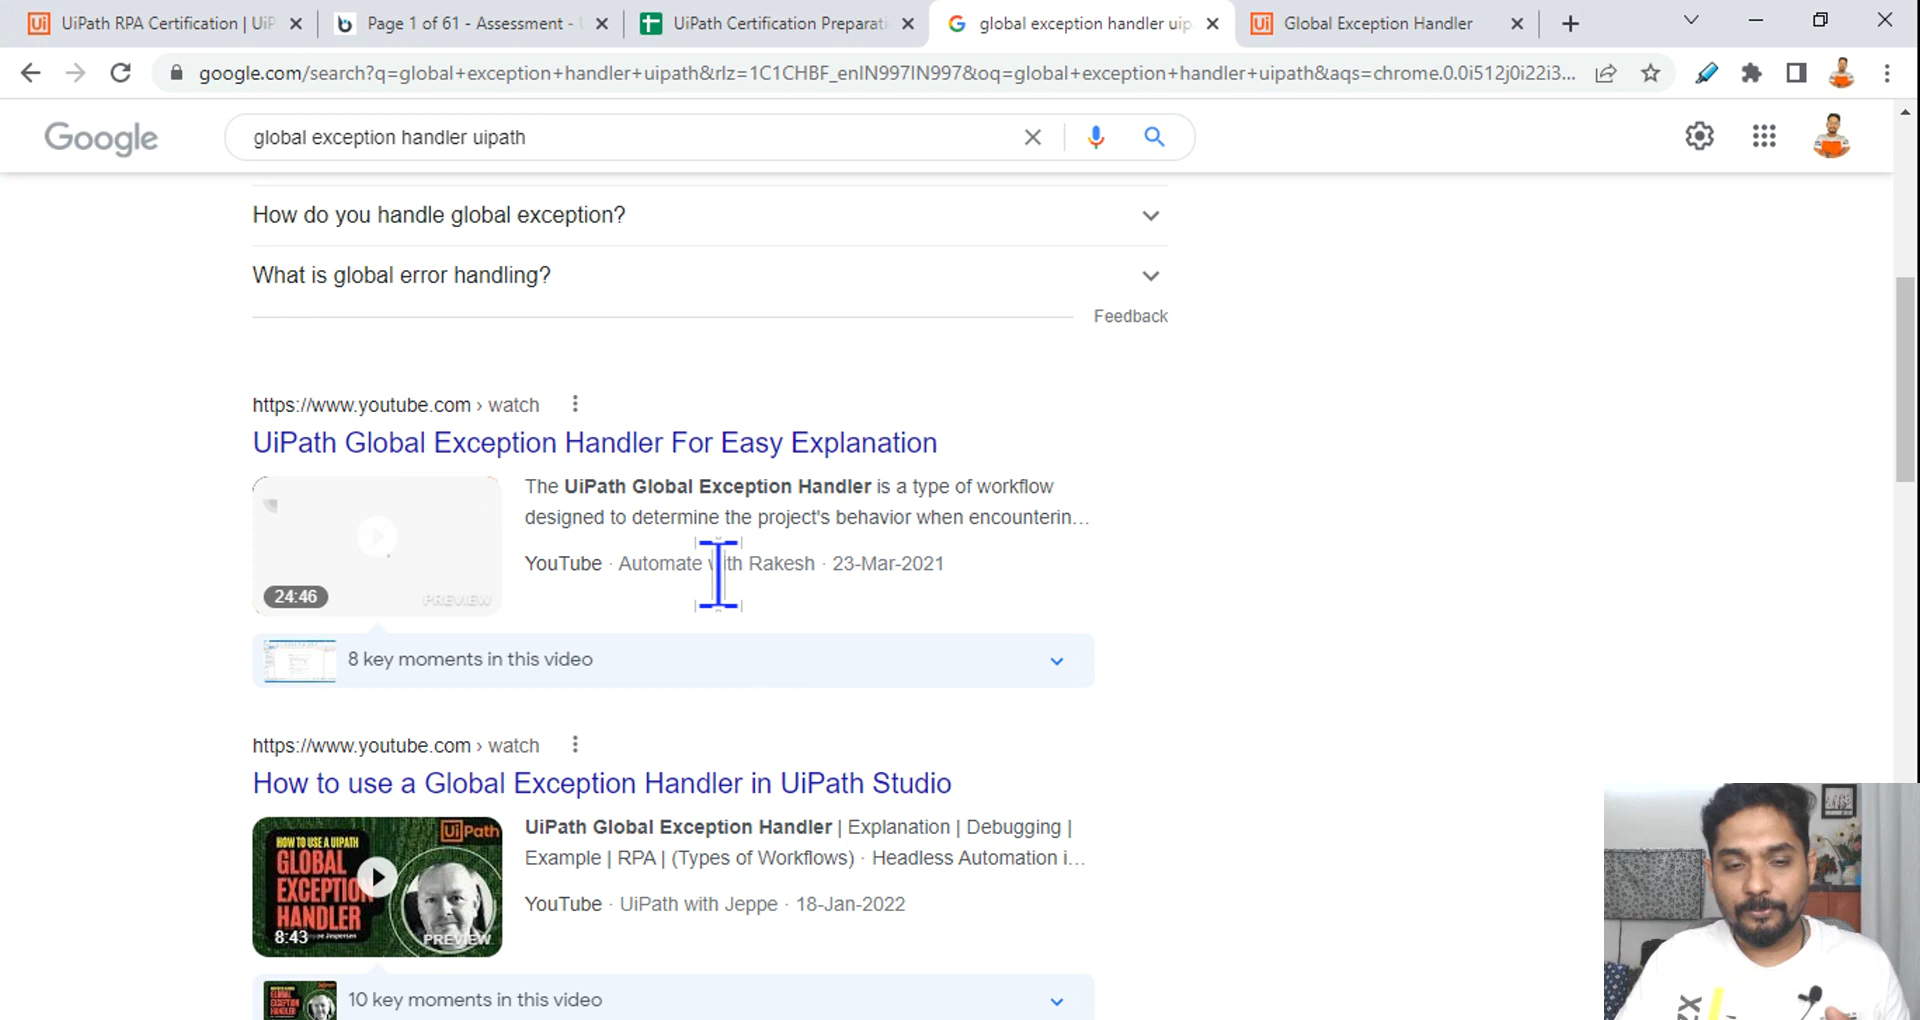 UiPath RPA Certification | UiP
Page 1 of 61 - Assessment - U
UiPath Certification Preparati
global exception handler uip
Global Exception Handler
google.com/search?q=global+exception+handler+uipath&rlz=1C1CHBF_enIN997IN997&oq=global+exception+handler+uipath&aqs=chrome.0.0i512j0i22i3...
Google
global exception handler uipath
How do you handle global exception?
What is global error handling?
Feedback
https://www.youtube.com › watch
UiPath Global Exception Handler For Easy Explanation
The UiPath Global Exception Handler is a type of workflow
designed to determine the project's behavior when encounterin...
YouTube · Automate with Rakesh · 23-Mar-2021
24:46
PREVIEW
8 key moments in this video
https://www.youtube.com › watch
How to use a Global Exception Handler in UiPath Studio
UiPath Global Exception Handler | Explanation | Debugging |
Example | RPA | (Types of Workflows) · Headless Automation i...
YouTube · UiPath with Jeppe · 18-Jan-2022
UiPath
HOW TO USE A UIPATH
GLOBAL
EXCEPTION
HANDLER
8:43
PREVIEW
10 key moments in this video